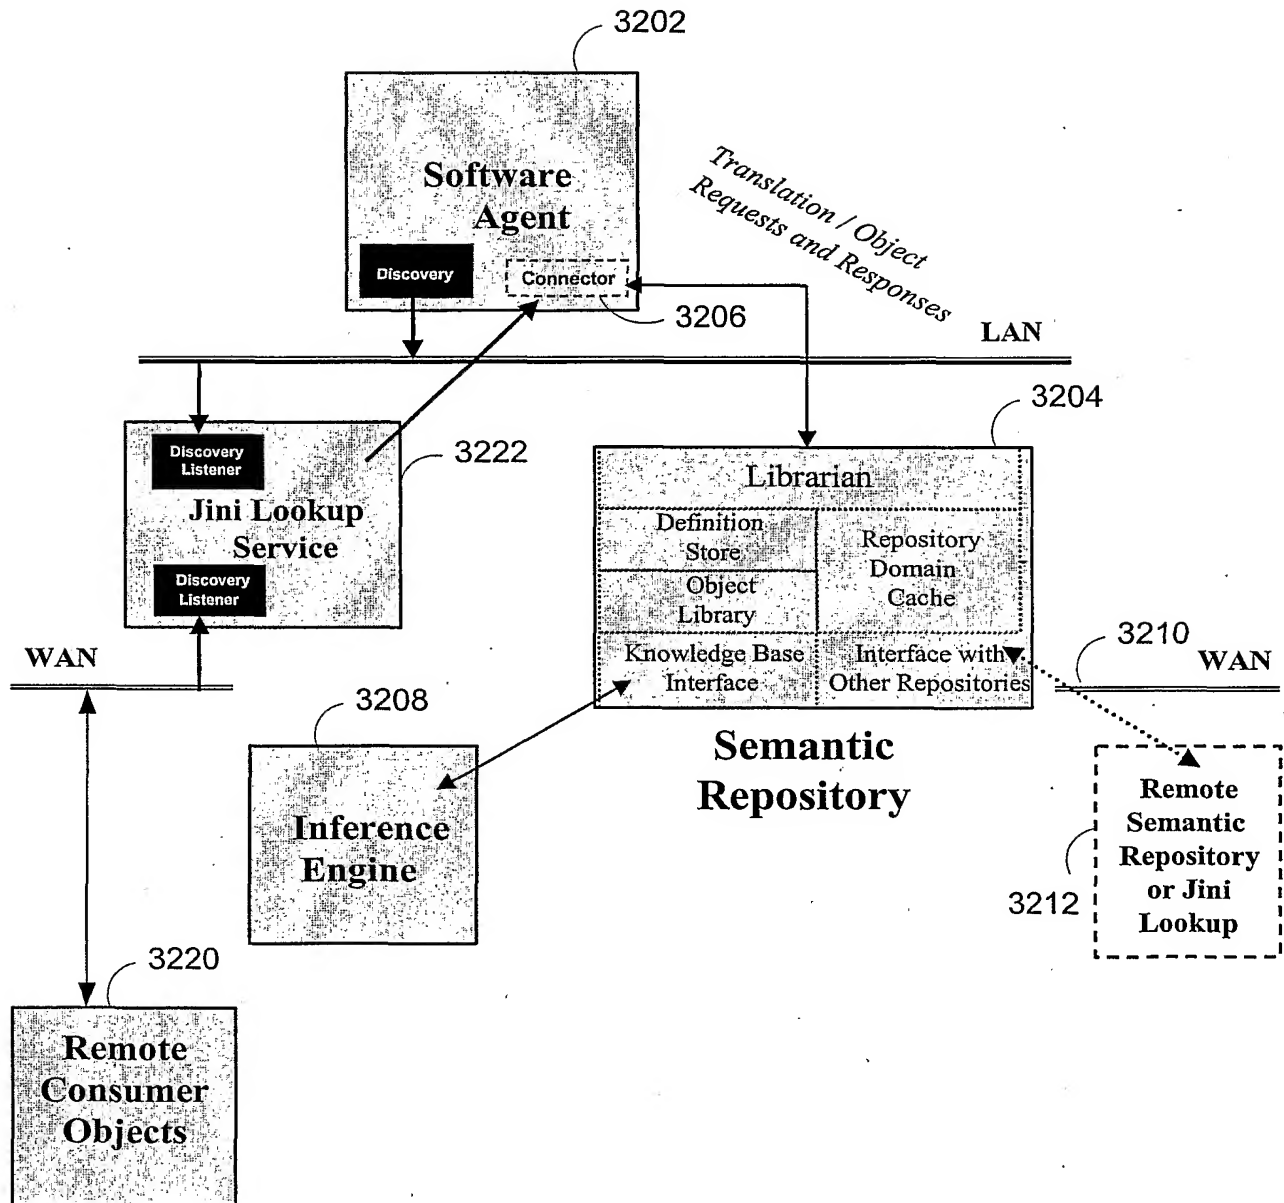 3202
Software
Agent
Discovery
Connector
3206
Translation / Object
Requests and Responses
LAN
3204
Discovery
Listener
3222
Jini Lookup
Service
Discovery
Listener
Librarian
Definition
Store
Repository
Domain
Cache
Object
Library
Knowledge Base
Interface
Interface with
Other Repositories
WAN
3210
WAN
3208
Semantic
Repository
Inference
Engine
Remote
Semantic
Repository
or Jini
Lookup
3212
3220
Remote
Consumer
Objects